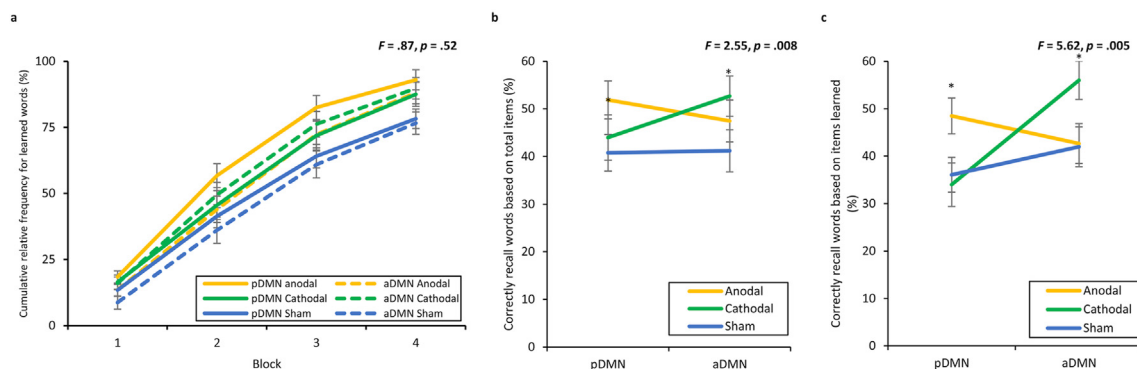 a
F = .87, p = .52
Cumulative relative frequency for learned words (%)
100
75
50
25
0
1 2 3 4
Block
pDMN anodal aDMN Anodal
pDMN Cathodal aDMN Cathodal
pDMN Sham aDMN Sham
b
F = 2.55, p = .008
Correctly recall words based on total items (%)
60
50
40
30
20
10
0
*
*
pDMN aDMN
Anodal
Cathodal
Sham
c
F = 5.62, p = .005
Correctly recall words based on items learned
(%)
60
50
40
30
20
10
0
*
*
pDMN aDMN
Anodal
Cathodal
Sham